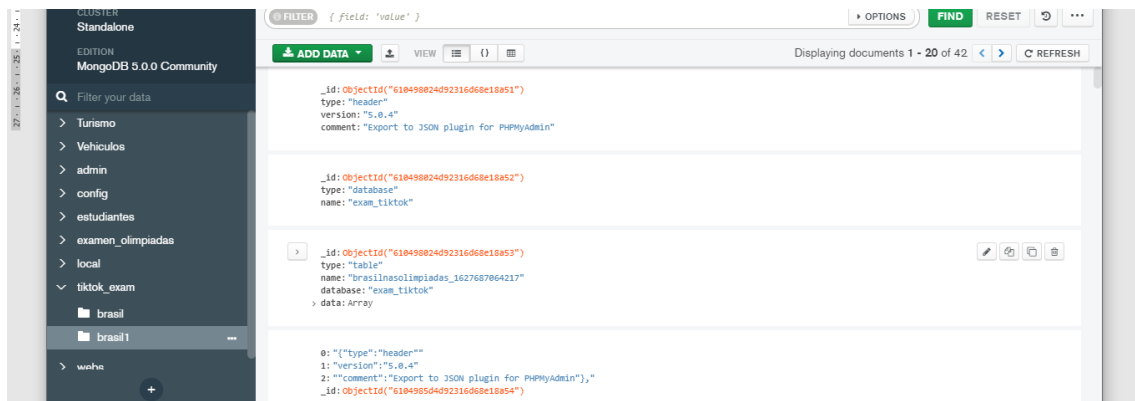 CLUSTER
Standalone
EDITION
MongoDB 5.0.0 Community
Filter your data
Turismo
Vehiculos
admin
config
estudiantes
examen_olimpiadas
local
tiktok_exam
brasil
brasil1
webs
FILTER { field: 'value' }
OPTIONS
FIND
RESET
ADD DATA
VIEW
Displaying documents 1 - 20 of 42
REFRESH
_id: ObjectId("610498024d92316d68e18a51")
type: "header"
version: "5.0.4"
comment: "Export to JSON plugin for PHPMyAdmin"
_id: ObjectId("610498024d92316d68e18a52")
type: "database"
name: "exam_tiktok"
_id: ObjectId("610498024d92316d68e18a53")
type: "table"
name: "brasilnasolimpiadas_1627687064217"
database: "exam_tiktok"
data: Array
0: "{"type":"header""
1: "version":"5.0.4"
2: ""comment":"Export to JSON plugin for PHPMyAdmin"},"
_id: ObjectId("6104985d4d92316d68e18a54")
24
25
26
27